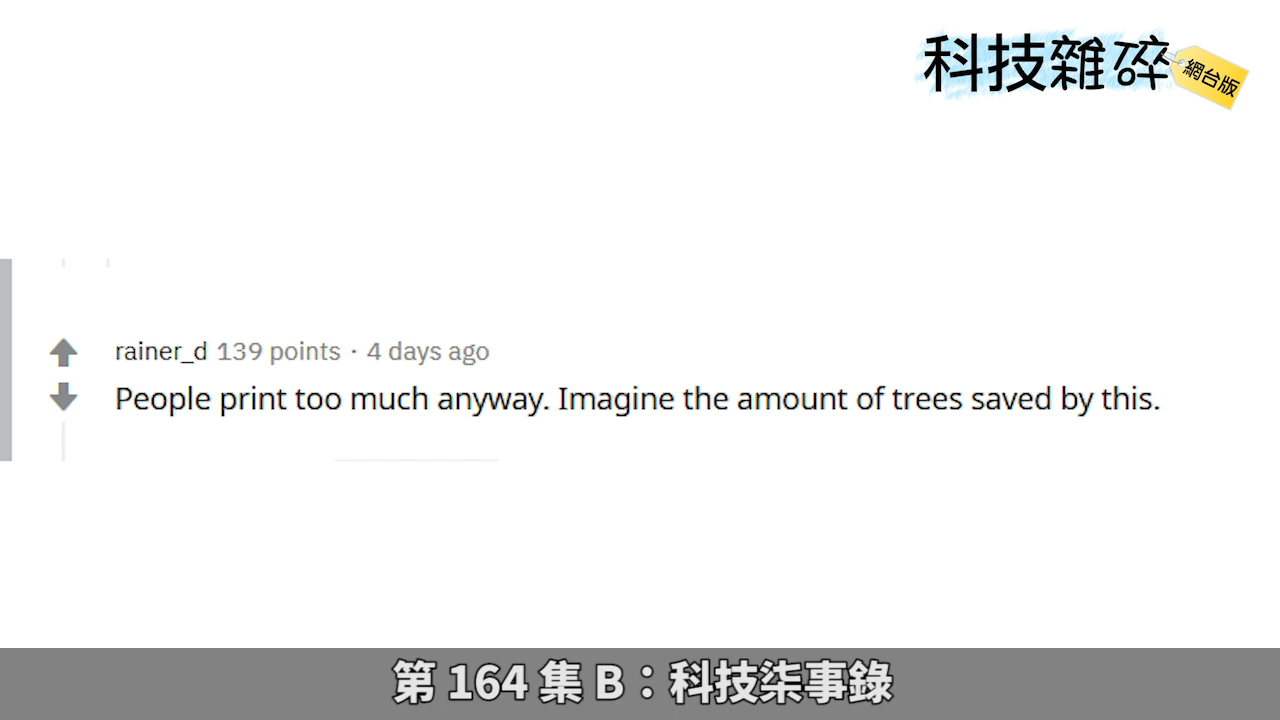 科技雜碎
網台版
rainer_d 139 points · 4 days ago
People print too much anyway. Imagine the amount of trees saved by this.
第 164 集 B：科技柒事錄